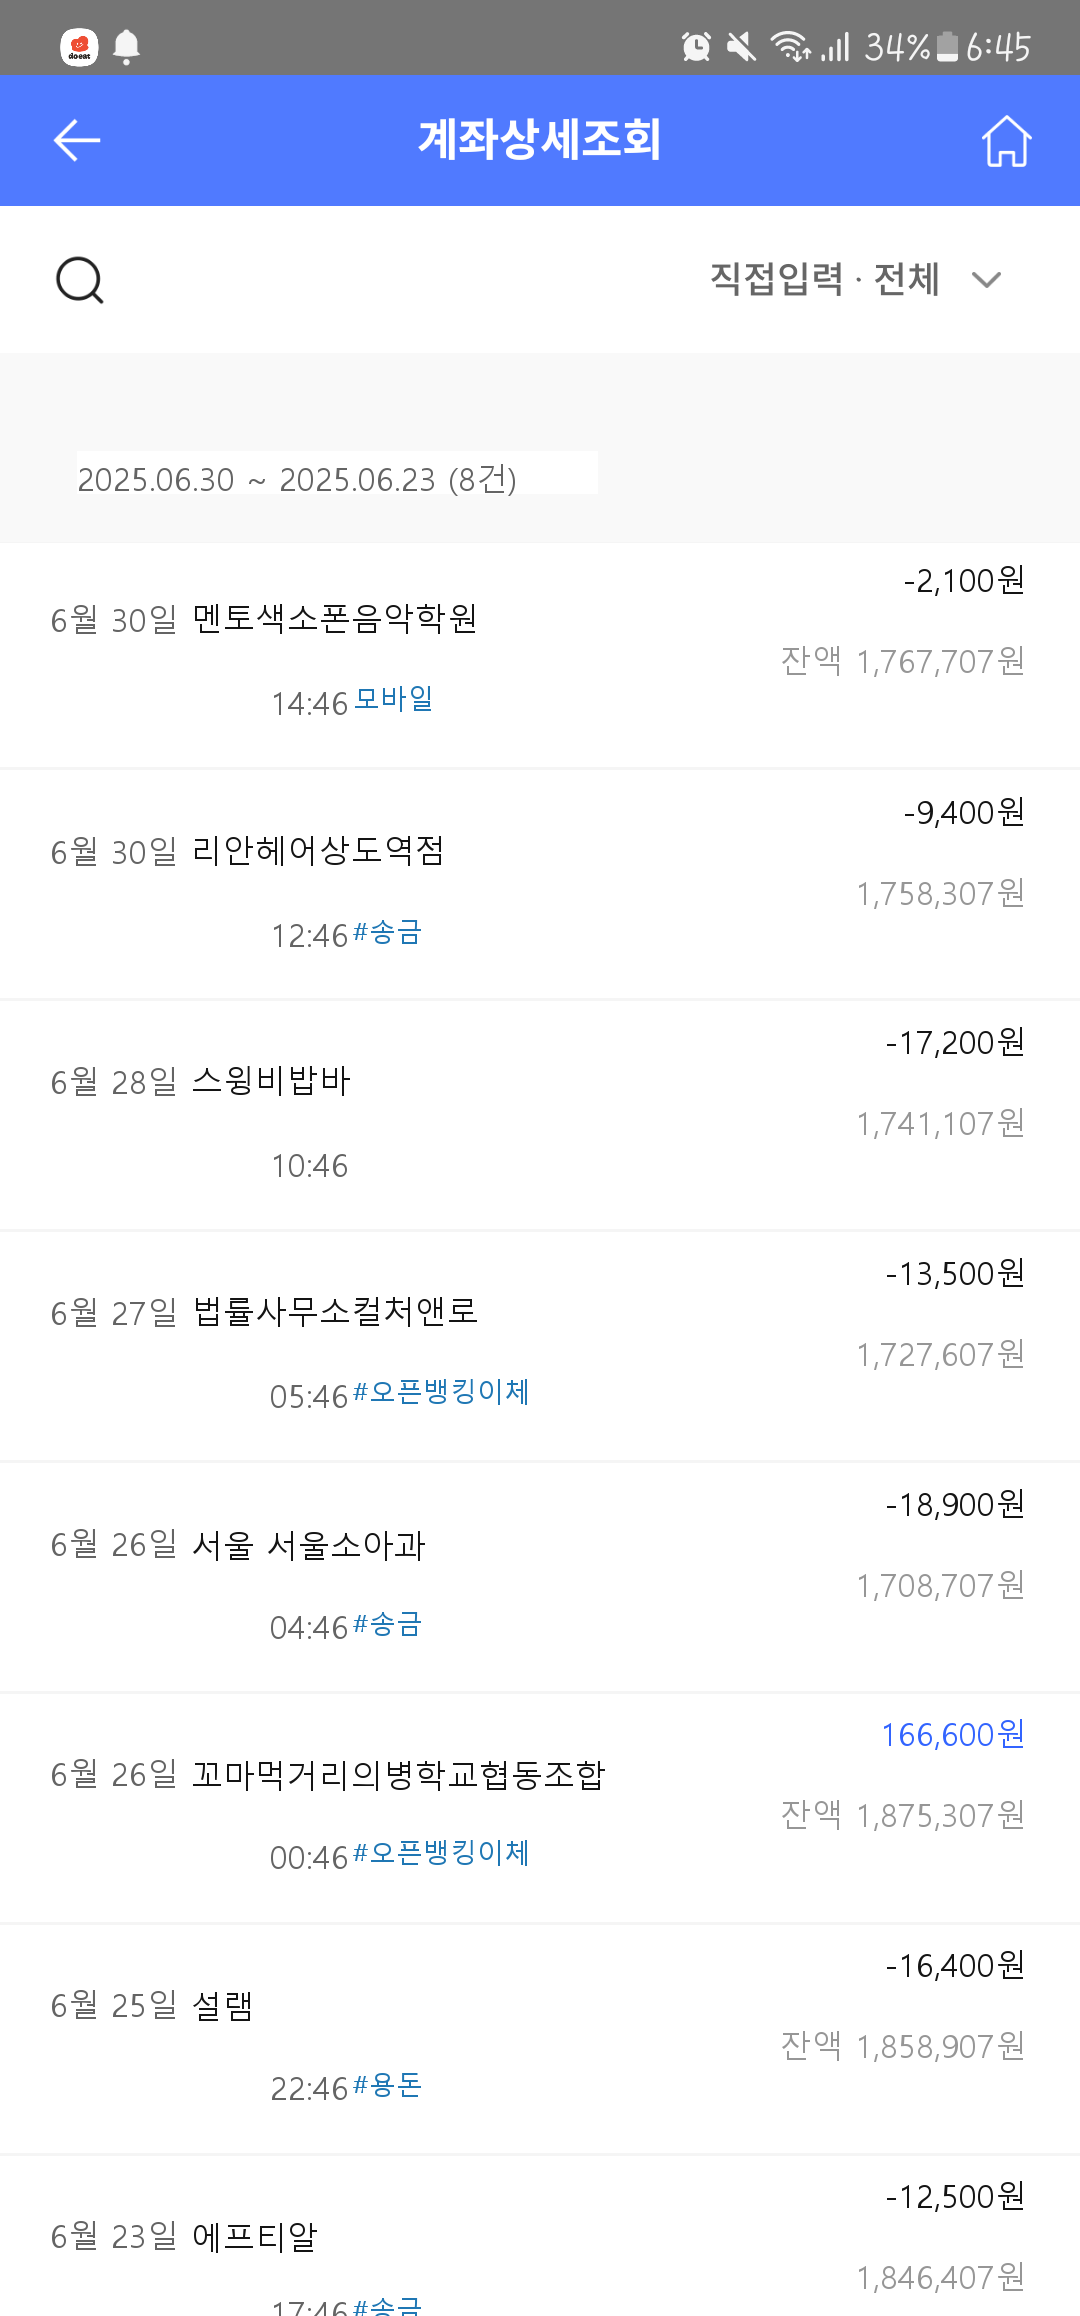 doeat
34% 6:45
계좌상세조회
직접입력 · 전체
2025.06.30 ~ 2025.06.23 (8건)
-2,100원
6월 30일 멘토색소폰음악학원
잔액 1,767,707원
14:46 모바일
-9,400원
6월 30일 리안헤어상도역점
1,758,307원
12:46 #송금
-17,200원
6월 28일 스윙비밥바
1,741,107원
10:46
-13,500원
6월 27일 법률사무소컬처앤로
1,727,607원
05:46 #오픈뱅킹이체
-18,900원
6월 26일 서울 서울소아과
1,708,707원
04:46 #송금
166,600원
6월 26일 꼬마먹거리의병학교협동조합
잔액 1,875,307원
00:46 #오픈뱅킹이체
-16,400원
6월 25일 설램
잔액 1,858,907원
22:46 #용돈
-12,500원
6월 23일 에프티알
1,846,407원
17:46 #송금